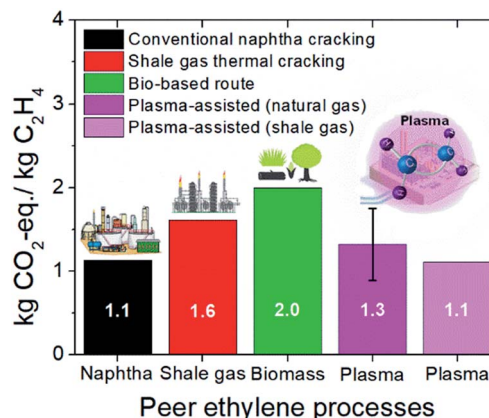 kg CO₂-eq./ kg C₂H₄
4
3
2
1
0
Conventional naphtha cracking
Shale gas thermal cracking
Bio-based route
Plasma-assisted (natural gas)
Plasma-assisted (shale gas)
Plasma
C
C
1.1
1.6
2.0
1.3
1.1
Naphtha
Shale gas
Biomass
Plasma
Plasma
Peer ethylene processes